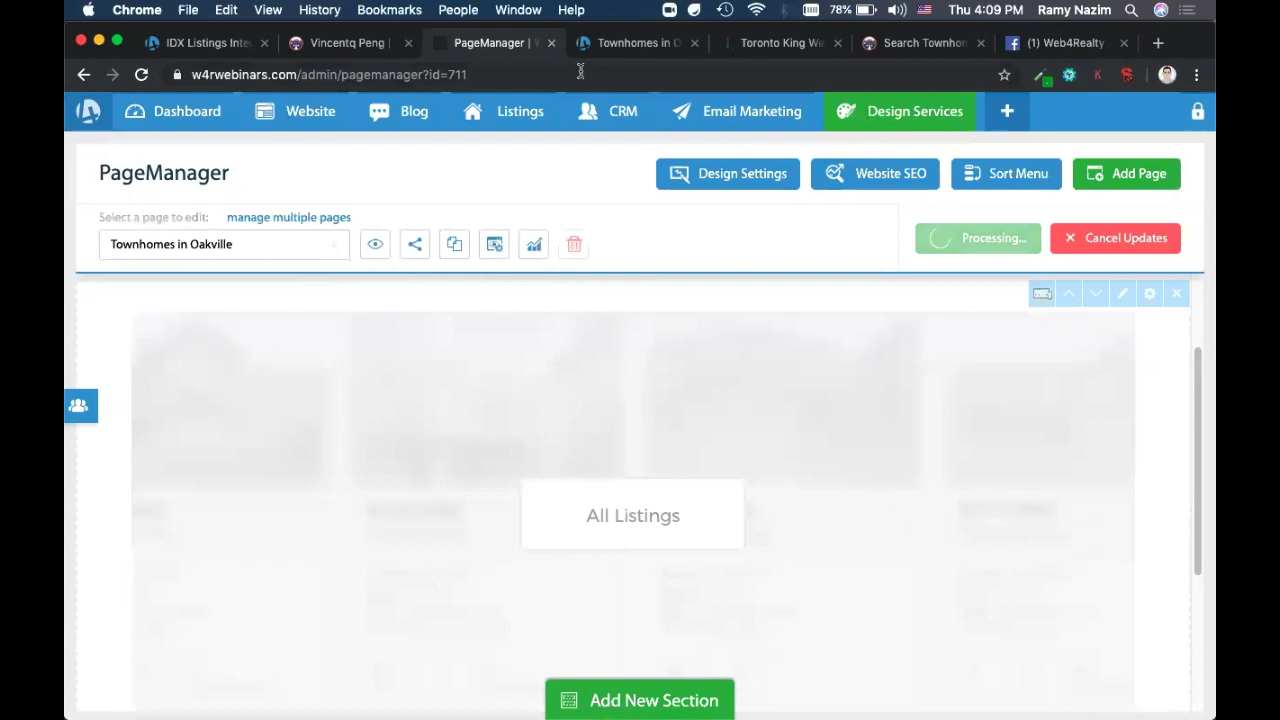 Chrome File Edit View History Bookmarks People Window Help 78% Thu 4:09 PM Ramy Nazim
IDX Listings Inte Vincentq Peng | PageManager | W Townhomes in O Toronto King We Search Townhom (1) Web4Realty
w4rwebinars.com/admin/pagemanager?id=711
Dashboard Website Blog Listings CRM Email Marketing Design Services
PageManager Design Settings Website SEO Sort Menu Add Page
Select a page to edit: manage multiple pages
Townhomes in Oakville Processing... Cancel Updates
All Listings
Add New Section